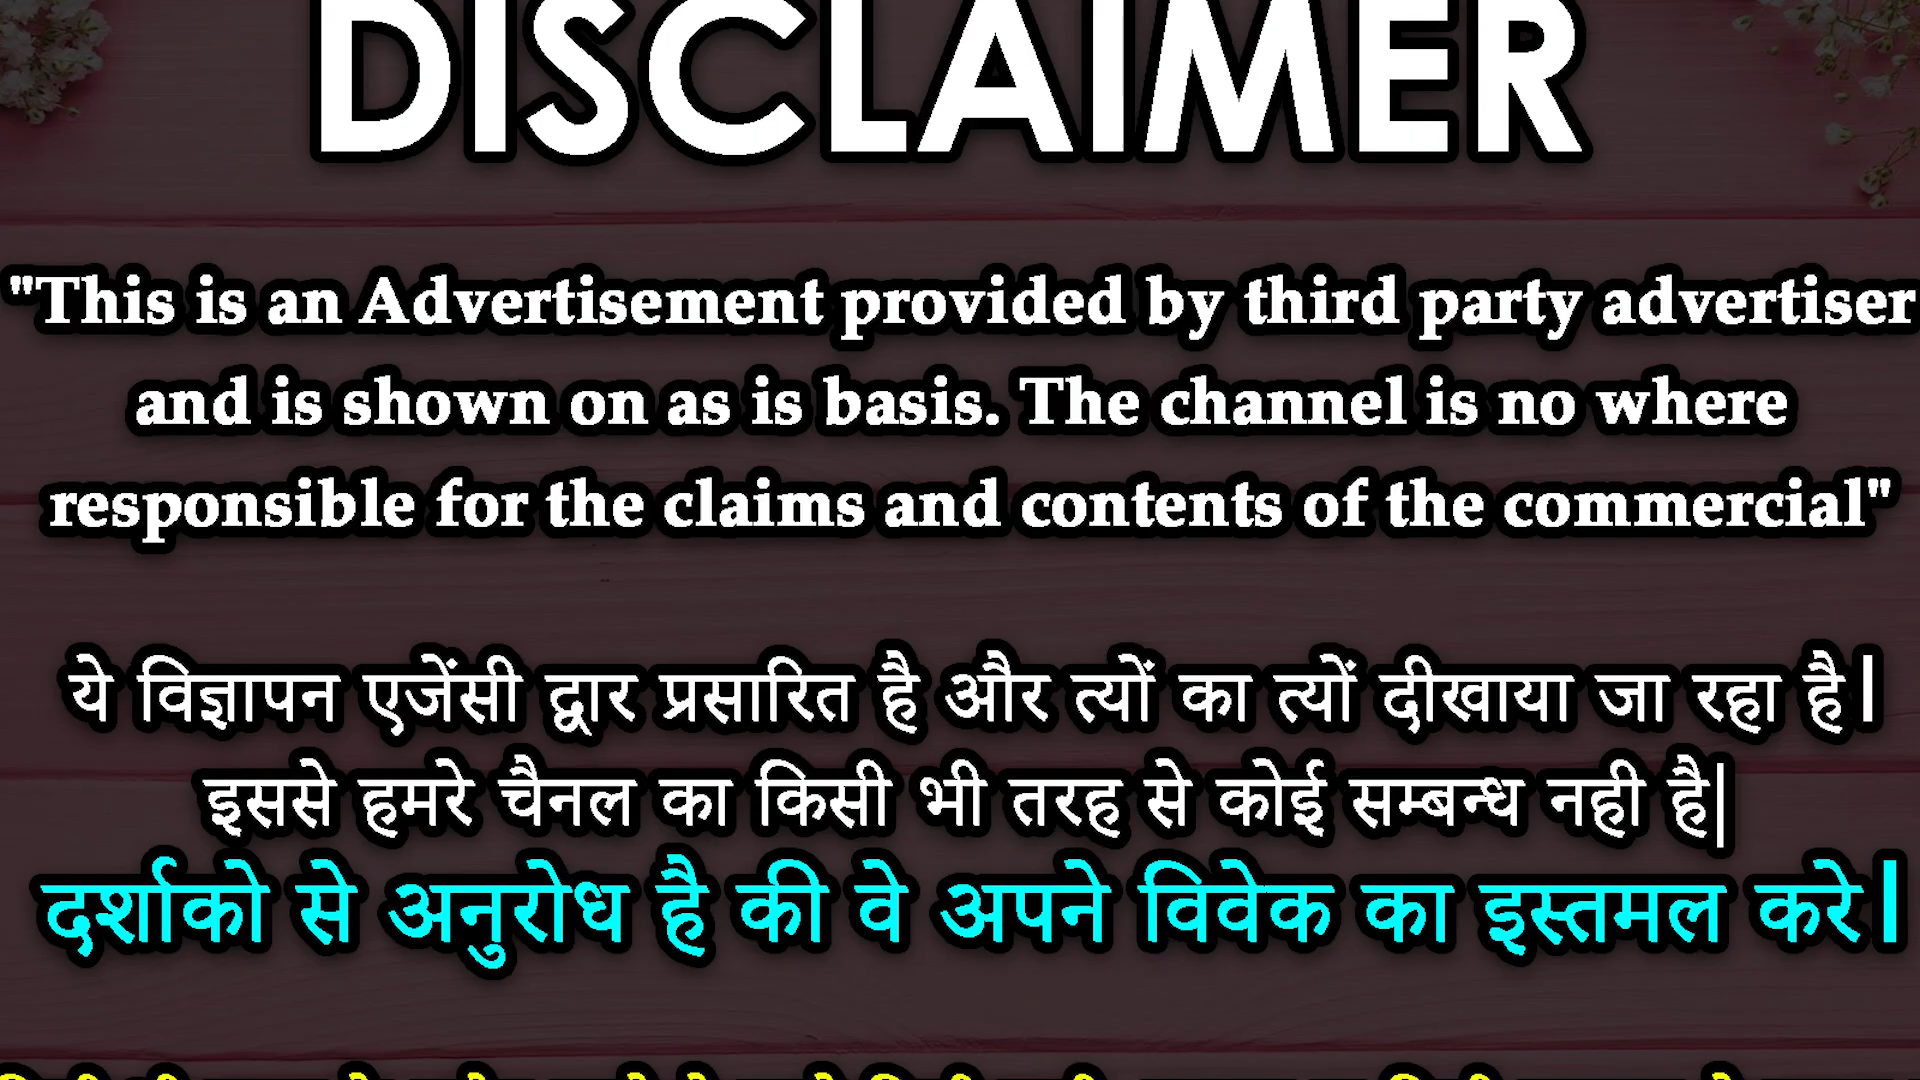 DISCLAIMER
"This is an Advertisement provided by third party advertiser
and is shown on as is basis. The channel is no where
responsible for the claims and contents of the commercial"
ये विज्ञापन एजेंसी द्वार प्रसारित है और त्यों का त्यों दीखाया जा रहा है।
इससे हमरे चैनल का किसी भी तरह से कोई सम्बन्ध नही है|
दर्शाको से अनुरोध है की वे अपने विवेक का इस्तमल करे।